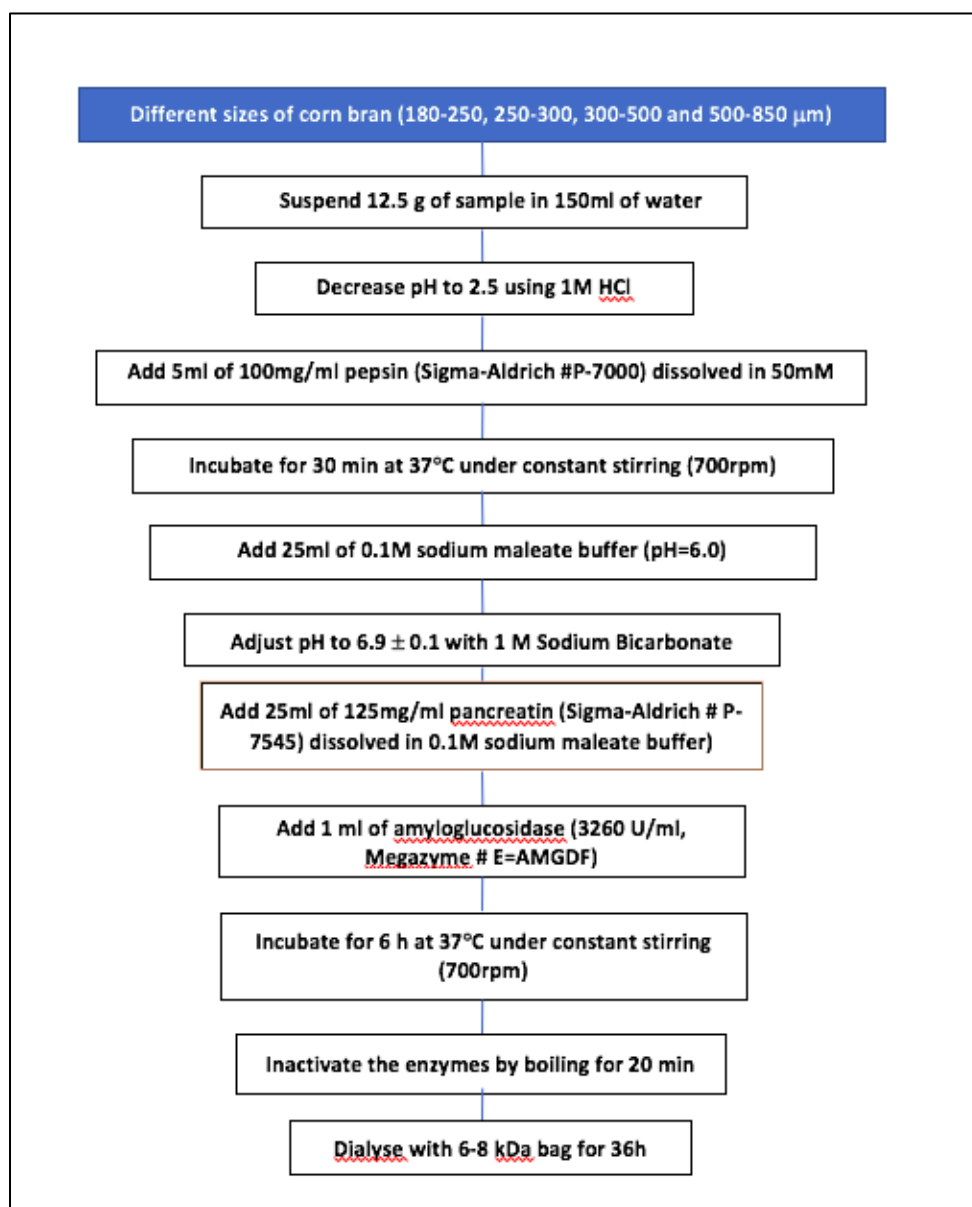 Different sizes of corn bran (180-250, 250-300, 300-500 and 500-850 µm)
Suspend 12.5 g of sample in 150ml of water
Decrease pH to 2.5 using 1M HCl
Add 5ml of 100mg/ml pepsin (Sigma-Aldrich #P-7000) dissolved in 50mM
Incubate for 30 min at 37°C under constant stirring (700rpm)
Add 25ml of 0.1M sodium maleate buffer (pH=6.0)
Adjust pH to 6.9 ± 0.1 with 1 M Sodium Bicarbonate
Add 25ml of 125mg/ml pancreatin (Sigma-Aldrich # P-
7545) dissolved in 0.1M sodium maleate buffer)
Add 1 ml of amyloglucosidase (3260 U/ml,
Megazyme # E=AMGDF)
Incubate for 6 h at 37°C under constant stirring
(700rpm)
Inactivate the enzymes by boiling for 20 min
Dialyse with 6-8 kDa bag for 36h